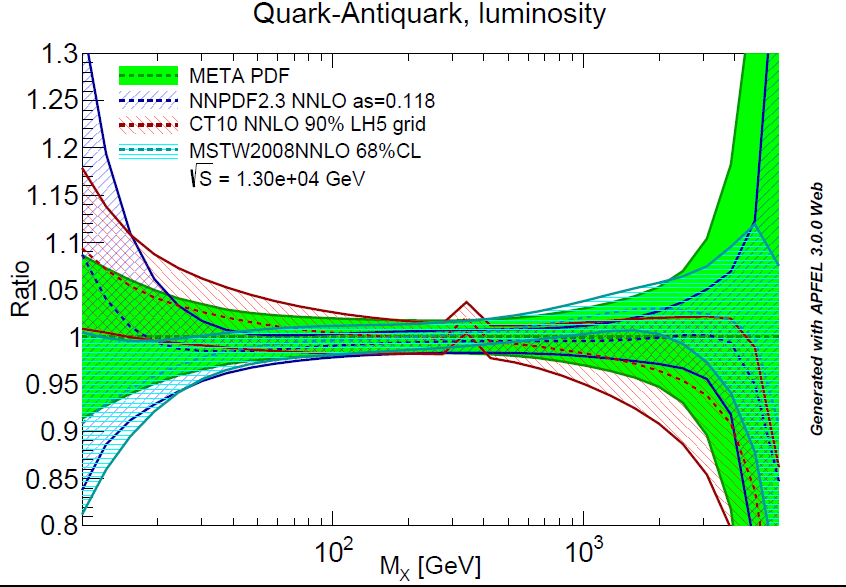 Quark-Antiquark, luminosity
1.3
1.25
1.2
1.15
1.1
1.05
1
0.95
0.9
0.85
0.8
Ratio
META PDF
NNPDF2.3 NNLO as=0.118
CT10 NNLO 90% LH5 grid
MSTW2008NNLO 68%CL
√S = 1.30e+04 GeV
10²
10³
M_X [GeV]
Generated with APFEL 3.0.0 Web